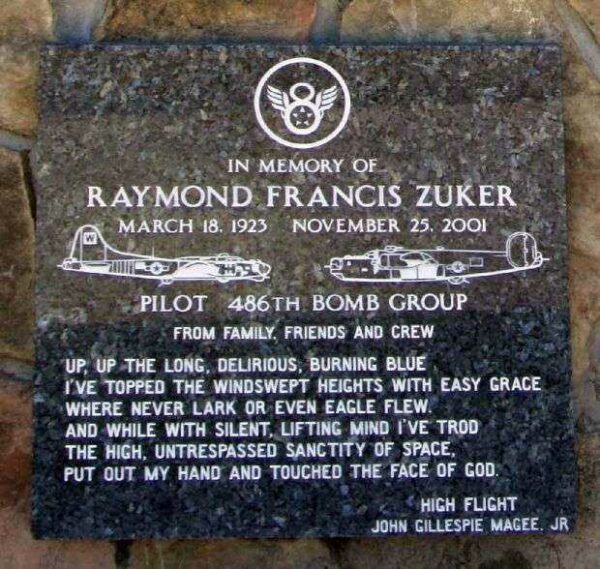 IN MEMORY OF
RAYMOND FRANCIS ZUKER
MARCH 18, 1923 NOVEMBER 25, 2001
W
PILOT 486TH BOMB GROUP
FROM FAMILY, FRIENDS AND CREW
UP, UP THE LONG, DELIRIOUS, BURNING BLUE
I'VE TOPPED THE WINDSWEPT HEIGHTS WITH EASY GRACE
WHERE NEVER LARK OR EVEN EAGLE FLEW.
AND WHILE WITH SILENT, LIFTING MIND I'VE TROD
THE HIGH, UNTRESPASSED SANCTITY OF SPACE,
PUT OUT MY HAND AND TOUCHED THE FACE OF GOD.
HIGH FLIGHT
JOHN GILLESPIE MAGEE, JR